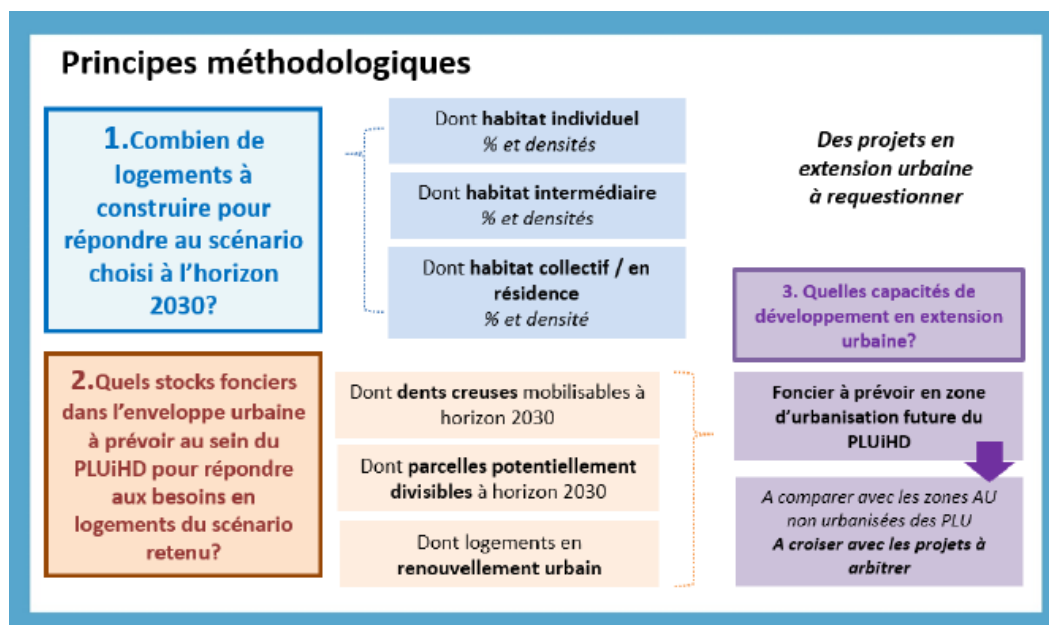 Principes méthodologiques
1.Combien de
logements à
construire pour
répondre au scénario
choisi à l'horizon
2030?
Dont habitat individuel
% et densités
Dont habitat intermédiaire
% et densités
Dont habitat collectif / en
résidence
% et densité
Des projets en
extension urbaine
à requestionner
2.Quels stocks fonciers
dans l'enveloppe urbaine
à prévoir au sein du
PLUiHD pour répondre
aux besoins en
logements du scénario
retenu?
Dont dents creuses mobilisables à
horizon 2030
Dont parcelles potentiellement
divisibles à horizon 2030
Dont logements en
renouvellement urbain
3. Quelles capacités de
développement en extension
urbaine?
Foncier à prévoir en zone
d'urbanisation future du
PLUiHD
A comparer avec les zones AU
non urbanisées des PLU
A croiser avec les projets à
arbitrer